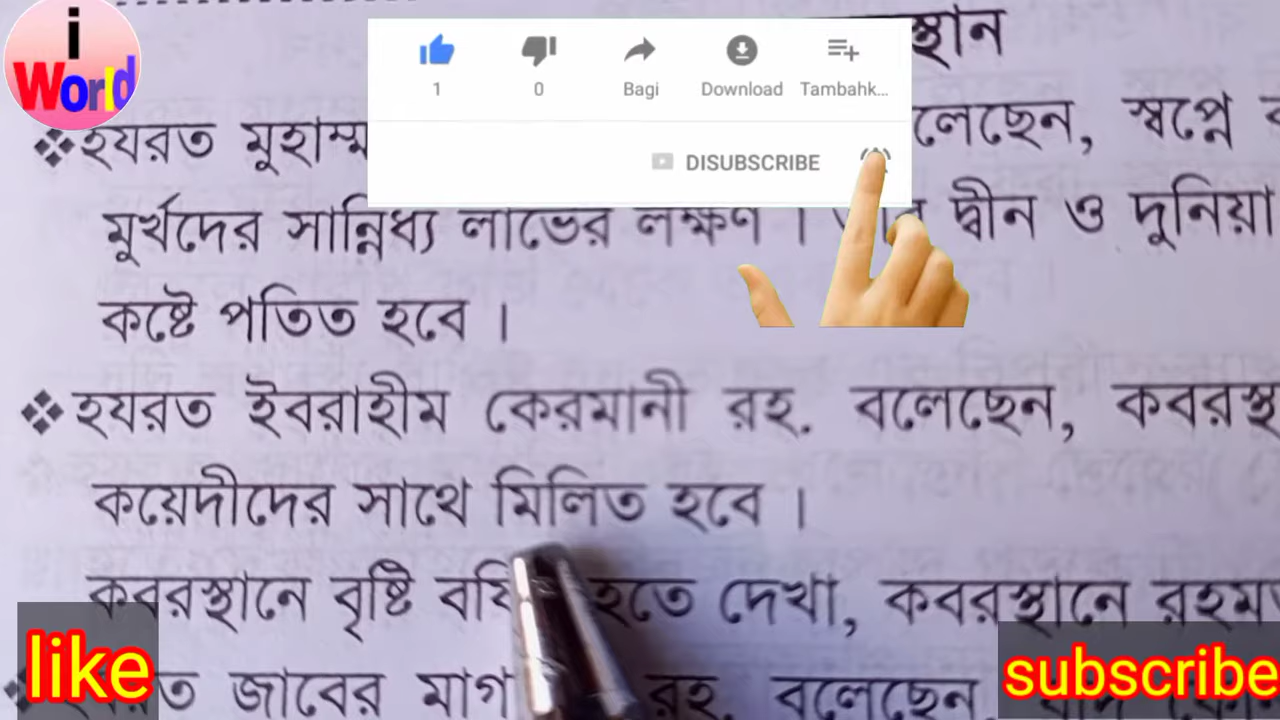 i
World
স্থান
1 0 Bagi Download Tambahk...
DISUBSCRIBE
❖হযরত মুহাম্ম লেছেন, স্বপ্নে
মুর্খদের সান্নিধ্য লাভের লক্ষণ । দ্বীন ও দুনিয়া
কষ্টে পতিত হবে ।
❖হযরত ইবরাহীম কেরমানী রহ. বলেছেন, কবরস্থ
কয়েদীদের সাথে মিলিত হবে ।
কবরস্থানে বৃষ্টি হতে দেখা, কবরস্থানে রহমত
জাবের মাগ রহ. বলেছেন,
like
subscribe